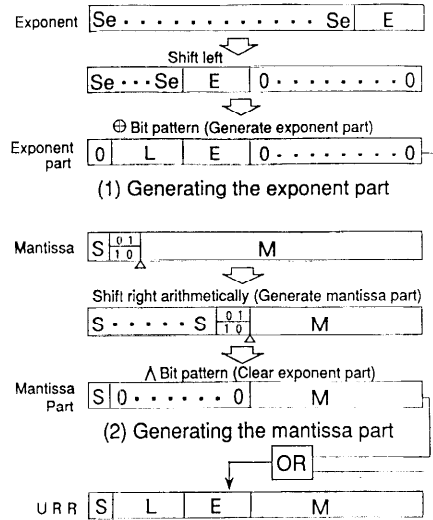 Exponent Se · · · · · · · · · · · · Se E
Shift left
Se · · · Se E 0 · · · · · · · · 0
⊕ Bit pattern (Generate exponent part)
Exponent part 0 L E 0 · · · · · · · · 0
(1) Generating the exponent part
Mantissa S 0 1 M
1 0
Shift right arithmetically (Generate mantissa part)
S · · · · · S 0 1 M
1 0
∧ Bit pattern (Clear exponent part)
Mantissa Part S 0 · · · · · · 0 M
(2) Generating the mantissa part
OR
U R R S L E M